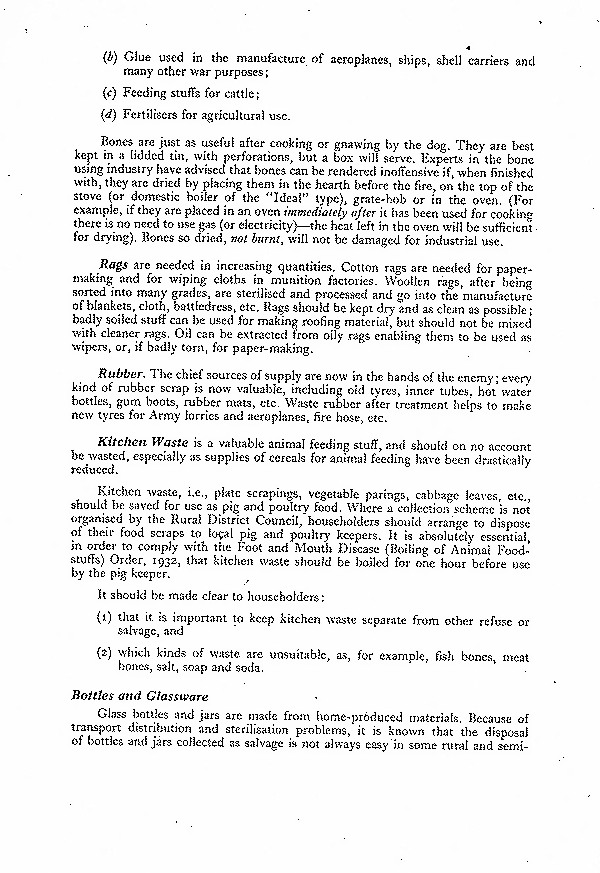 (b) Glue used in the manufacture of aeroplanes, ships, shell carriers and
many other war purposes;
(c) Feeding stuffs for cattle;
(d) Fertilisers for agricultural use.
Bones are just as useful after cooking or gnawing by the dog. They are best
kept in a lidded tin, with perforations, but a box will serve. Experts in the bone
using industry have advised that bones can be rendered inoffensive if, when finished
with, they are dried by placing them in the hearth before the fire, on the top of the
stove (or domestic boiler of the "Ideal" type), grate-hob or in the oven. (For
example, if they are placed in an oven immediately after it has been used for cooking
there is no need to use gas (or electricity)—the heat left in the oven will be sufficient
for drying). Bones so dried, not burnt, will not be damaged for industrial use.
Rags are needed in increasing quantities. Cotton rags are needed for paper-
making and for wiping cloths in munition factories. Woollen rags, after being
sorted into many grades, are sterilised and processed and go into the manufacture
of blankets, cloth, battledress, etc. Rags should be kept dry and as clean as possible;
badly soiled stuff can be used for making roofing material, but should not be mixed
with cleaner rags. Oil can be extracted from oily rags enabling them to be used as
wipers, or, if badly torn, for paper-making.
Rubber. The chief sources of supply are now in the hands of the enemy; every
kind of rubber scrap is now valuable, including old tyres, inner tubes, hot water
bottles, gum boots, rubber mats, etc. Waste rubber after treatment helps to make
new tyres for Army lorries and aeroplanes, fire hose, etc.
Kitchen Waste is a valuable animal feeding stuff, and should on no account
be wasted, especially as supplies of cereals for animal feeding have been drastically
reduced.
Kitchen waste, i.e., plate scrapings, vegetable parings, cabbage leaves, etc.,
should be saved for use as pig and poultry food. Where a collection scheme is not
organised by the Rural District Council, householders should arrange to dispose
of their food scraps to local pig and poultry keepers. It is absolutely essential,
in order to comply with the Foot and Mouth Disease (Boiling of Animal Food-
stuffs) Order, 1932, that kitchen waste should be boiled for one hour before use
by the pig keeper.
It should be made clear to householders:
(1) that it is important to keep kitchen waste separate from other refuse or
salvage, and
(2) which kinds of waste are unsuitable, as, for example, fish bones, meat
bones, salt, soap and soda.
Bottles and Glassware
Glass bottles and jars are made from home-produced materials. Because of
transport distribution and sterilisation problems, it is known that the disposal
of bottles and jars collected as salvage is not always easy in some rural and semi-